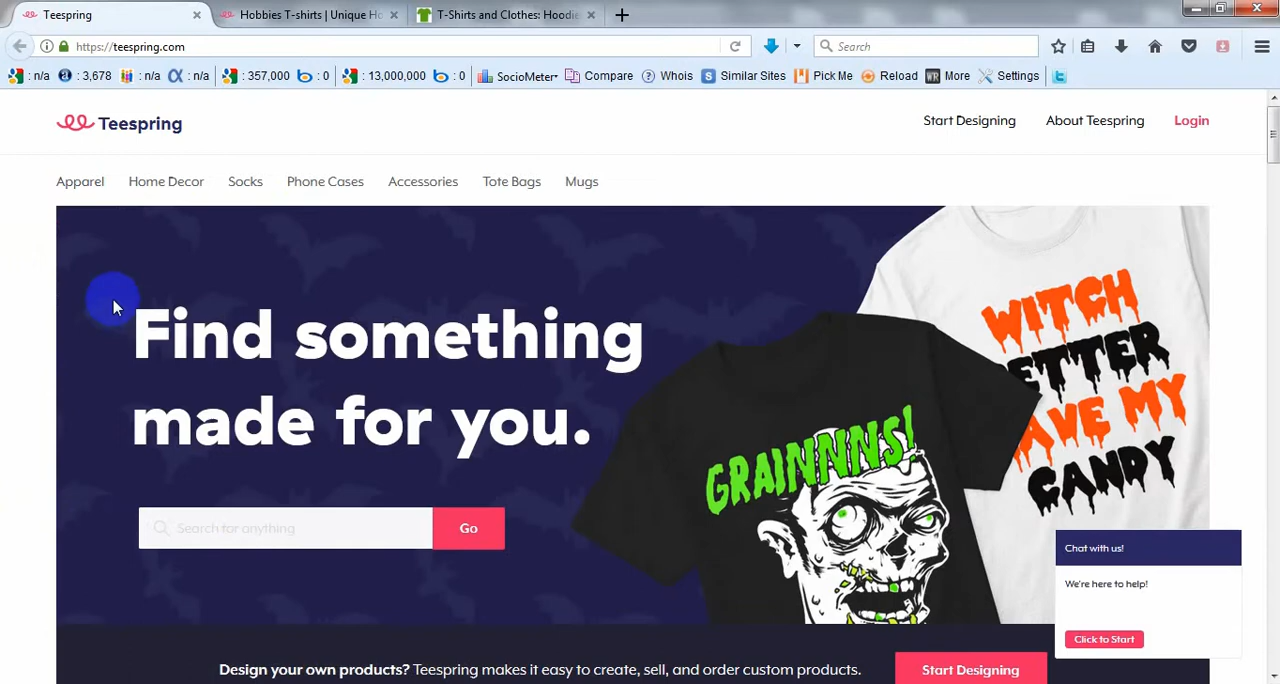 Teespring
Hobbies T-shirts | Unique Ho
T-Shirts and Clothes: Hoodie
https://teespring.com
Search
: n/a : 3,678 : n/a : n/a : 357,000 : 0 : 13,000,000 : 0 SocioMeter Compare Whois Similar Sites Pick Me Reload More Settings
Teespring
Start Designing About Teespring Login
Apparel Home Decor Socks Phone Cases Accessories Tote Bags Mugs
Find something
made for you.
Search for anything
Go
GRAINNNS!
WITCH
ETTER
AVE MY
CANDY
Chat with us!
We're here to help!
Click to Start
Design your own products? Teespring makes it easy to create, sell, and order custom products.
Start Designing